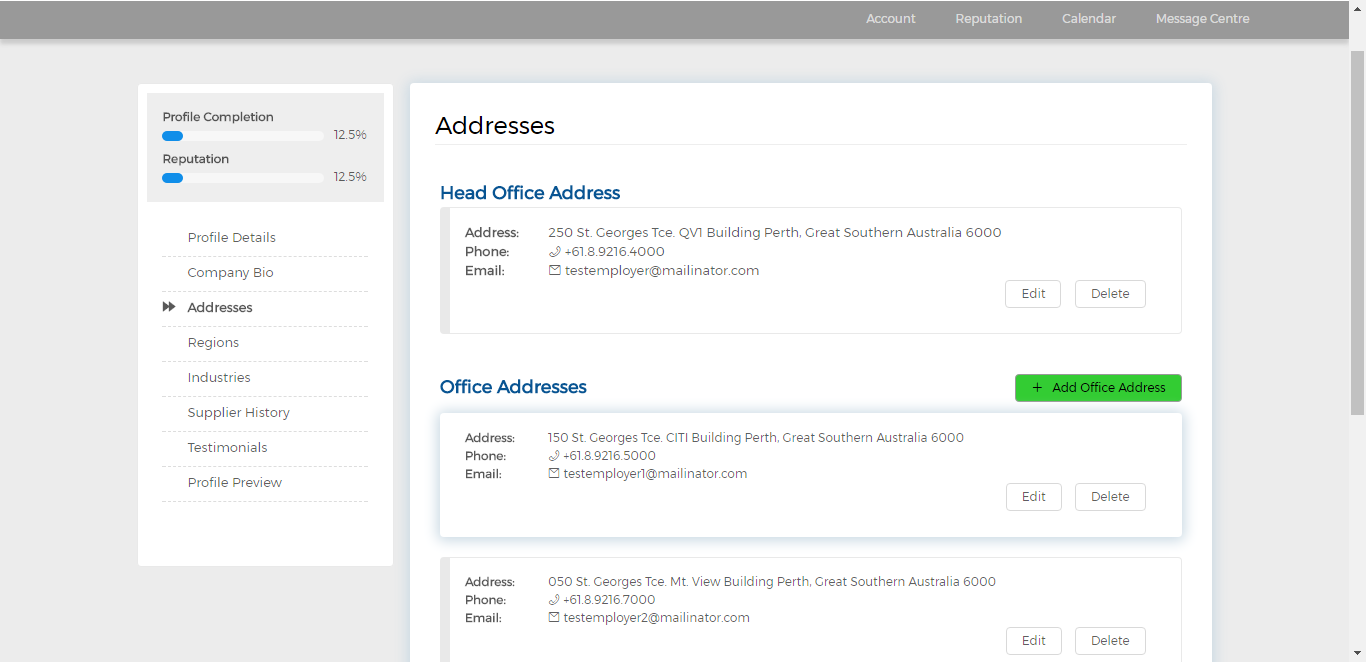 Account Reputation Calendar Message Centre
Profile Completion
12.5%
Reputation
12.5%
Profile Details
Company Bio
Addresses
Regions
Industries
Supplier History
Testimonials
Profile Preview
Addresses
Head Office Address
Address: 250 St. Georges Tce. QV1 Building Perth, Great Southern Australia 6000
Phone: +61.8.9216.4000
Email: testemployer@mailinator.com
Edit Delete
Office Addresses
+ Add Office Address
Address: 150 St. Georges Tce. CITI Building Perth, Great Southern Australia 6000
Phone: +61.8.9216.5000
Email: testemployer1@mailinator.com
Edit Delete
Address: 050 St. Georges Tce. Mt. View Building Perth, Great Southern Australia 6000
Phone: +61.8.9216.7000
Email: testemployer2@mailinator.com
Edit Delete